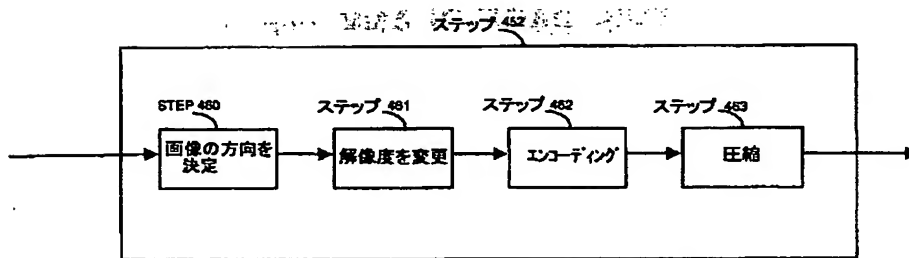 ステップ 452
STEP 460
画像の方向を
決定
ステップ 461
解像度を変更
ステップ 462
エンコーディング
ステップ 463
圧縮